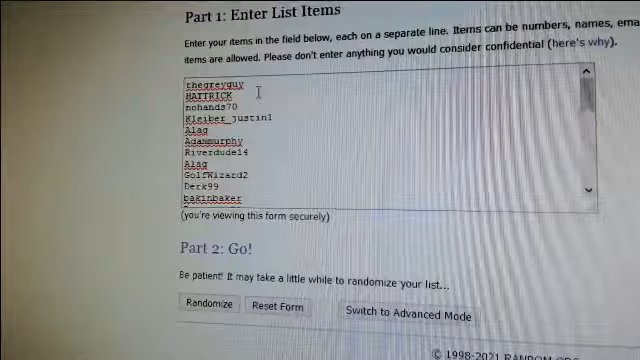 Part 1: Enter List Items
Enter your items in the field below, each on a separate line. Items can be numbers, names, ema
items are allowed. Please don't enter anything you would consider confidential (here's why).
thegreyguy
HATTRICK
nohands70
Kleiber_justin1
Alag
Adammurphy
Riverdude14
Alag
GolfWizard2
Derk99
bakinbaker
(you're viewing this form securely)
Part 2: Go!
Be patient! It may take a little while to randomize your list...
Randomize Reset Form Switch to Advanced Mode
© 1998-2021 RANDOM.ORG